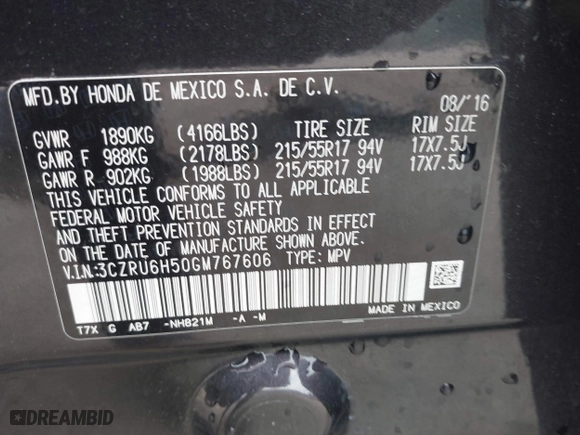 MFD.BY HONDA DE MEXICO S.A. DE C.V. 08/'16
GVWR 1890KG (4166LBS) TIRE SIZE RIM SIZE
GAWR F 988KG (2178LBS) 215/55R17 94V 17X7.5J
GAWR R 902KG (1988LBS) 215/55R17 94V 17X7.5J
THIS VEHICLE CONFORMS TO ALL APPLICABLE
FEDERAL MOTOR VEHICLE SAFETY
AND THEFT PREVENTION STANDARDS IN EFFECT
ON THE DATE OF MANUFACTURE SHOWN ABOVE.
V.I.N:3CZRU6H50GM767606 TYPE: MPV
T7X G AB7 -NH821M -A -M MADE IN MEXICO
DREAMBID